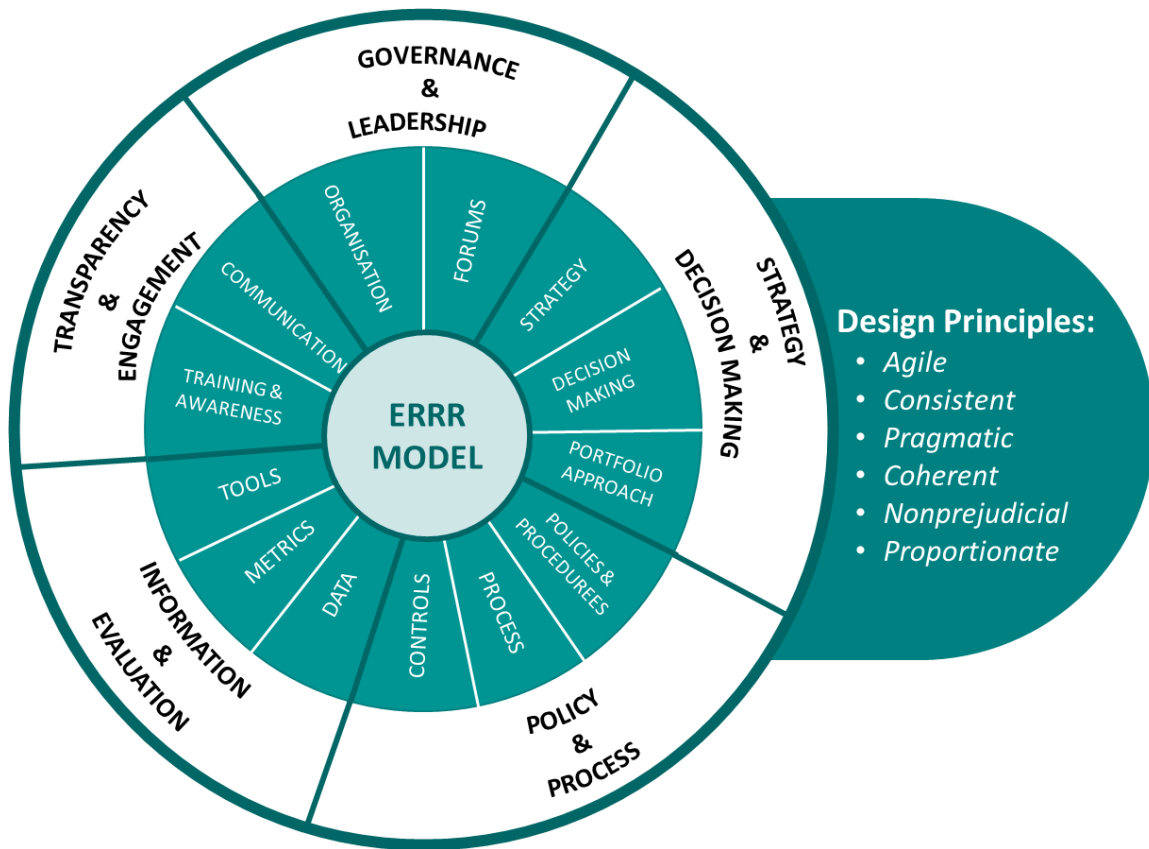 GOVERNANCE
&
LEADERSHIP
STRATEGY
&
DECISION MAKING
POLICY
&
PROCESS
INFORMATION
&
EVALUATION
TRANSPARENCY
&
ENGAGEMENT
ORGANISATION
FORUMS
STRATEGY
DECISION
MAKING
PORTFOLIO
APPROACH
POLICIES &
PROCEDUREES
PROCESS
CONTROLS
DATA
METRICS
TOOLS
TRAINING &
AWARENESS
COMMUNICATION
ERRR
MODEL
Design Principles:
• Agile
• Consistent
• Pragmatic
• Coherent
• Nonprejudicial
• Proportionate